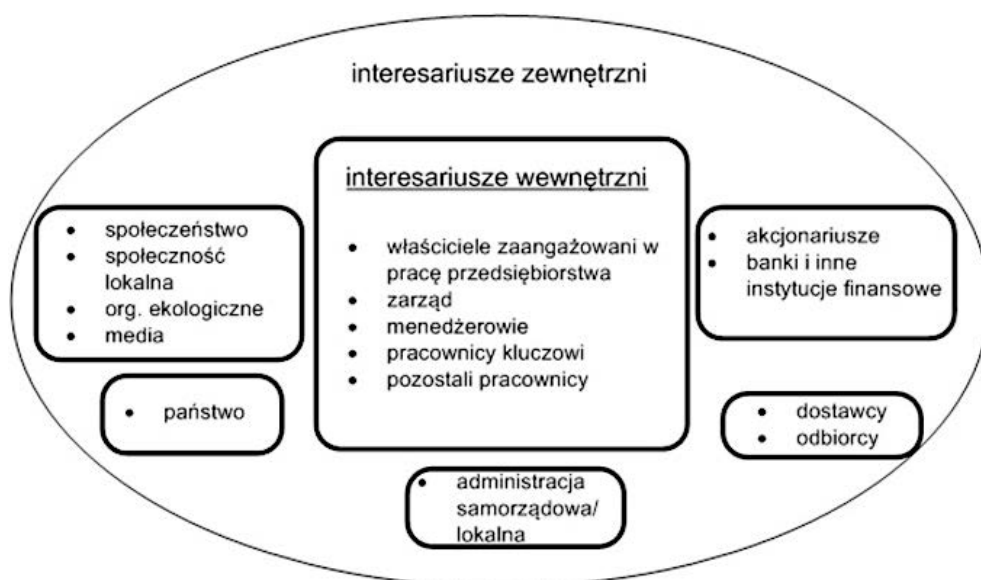 interesariusze zewnętrzni
interesariusze wewnętrzni
• właściciele zaangażowani w
pracę przedsiębiorstwa
• zarząd
• menedżerowie
• pracownicy kluczowi
• pozostali pracownicy
• społeczeństwo
• społeczność
lokalna
• org. ekologiczne
• media
• akcjonariusze
• banki i inne
instytucje finansowe
• państwo
• dostawcy
• odbiorcy
• administracja
samorządowa/
lokalna